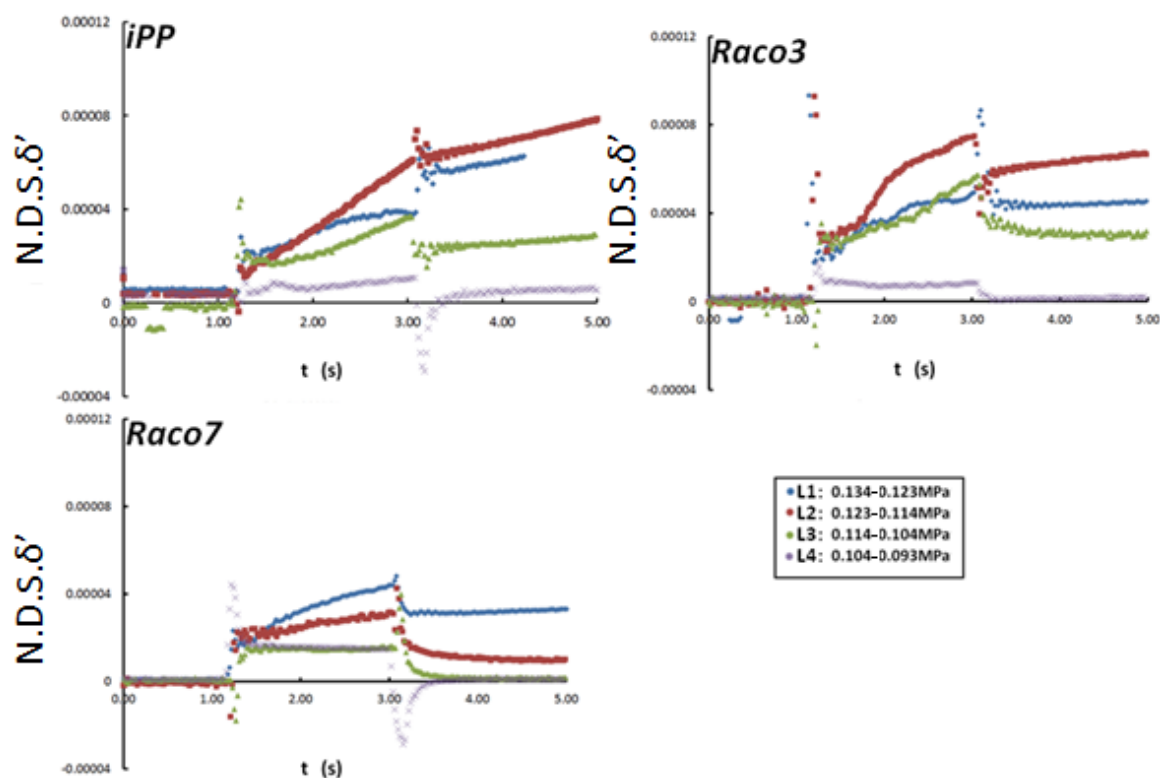 iPP
0.00012
0.00008
0.00004
0
-0.00004
N.D.S.δ'
0.00 1.00 2.00 3.00 4.00 5.00
t (s)
Raco3
0.00012
0.00008
0.00004
0
-0.00004
N.D.S.δ'
0.00 1.00 2.00 3.00 4.00 5.00
t (s)
Raco7
0.00012
0.00008
0.00004
0
-0.00004
N.D.S.δ'
0.00 1.00 2.00 3.00 4.00 5.00
t (s)
L1: 0.134-0.123MPa
L2: 0.123-0.114MPa
L3: 0.114-0.104MPa
L4: 0.104-0.093MPa